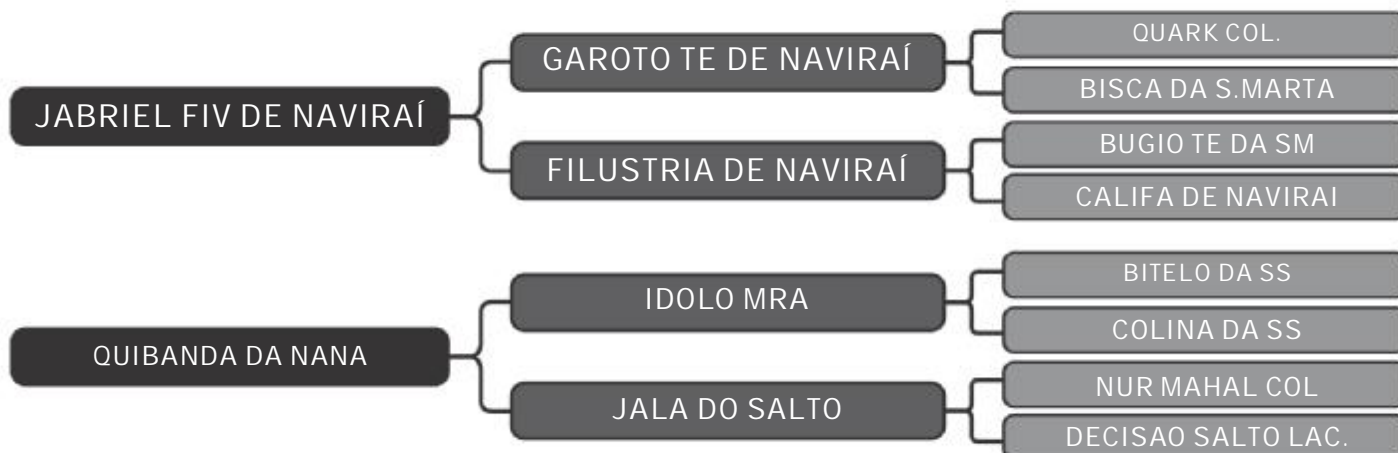 JABRIEL FIV DE NAVIRAÍ
GAROTO TE DE NAVIRAÍ
QUARK COL.
BISCA DA S.MARTA
FILUSTRIA DE NAVIRAÍ
BUGIO TE DA SM
CALIFA DE NAVIRAI
QUIBANDA DA NANA
IDOLO MRA
BITELO DA SS
COLINA DA SS
JALA DO SALTO
NUR MAHAL COL
DECISAO SALTO LAC.